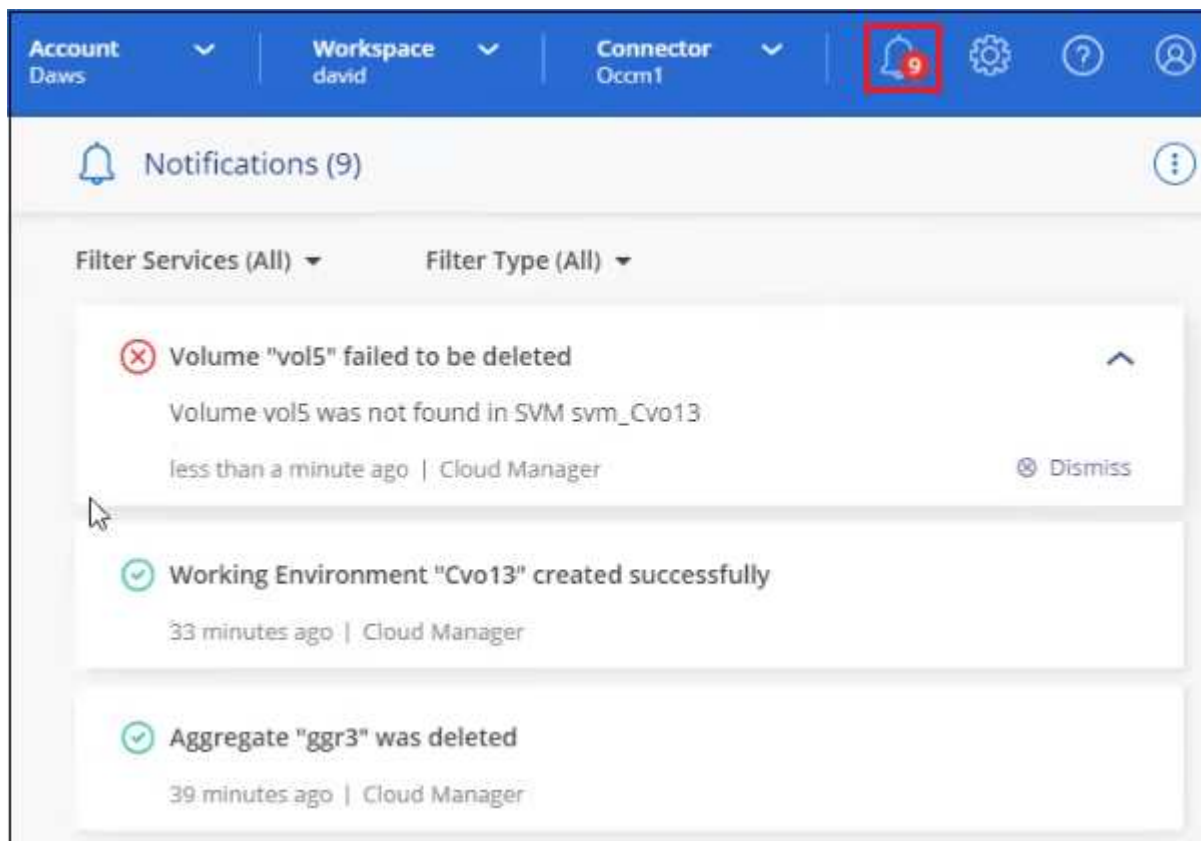 Account
Workspace
Connector
Daws
david
Occm1
9
?
Notifications (9)
Filter Services (All)
Filter Type (All)
Volume "vol5" failed to be deleted
Volume vol5 was not found in SVM svm_Cvo13
less than a minute ago | Cloud Manager
Dismiss
Working Environment "Cvo13" created successfully
33 minutes ago | Cloud Manager
Aggregate "ggr3" was deleted
39 minutes ago | Cloud Manager